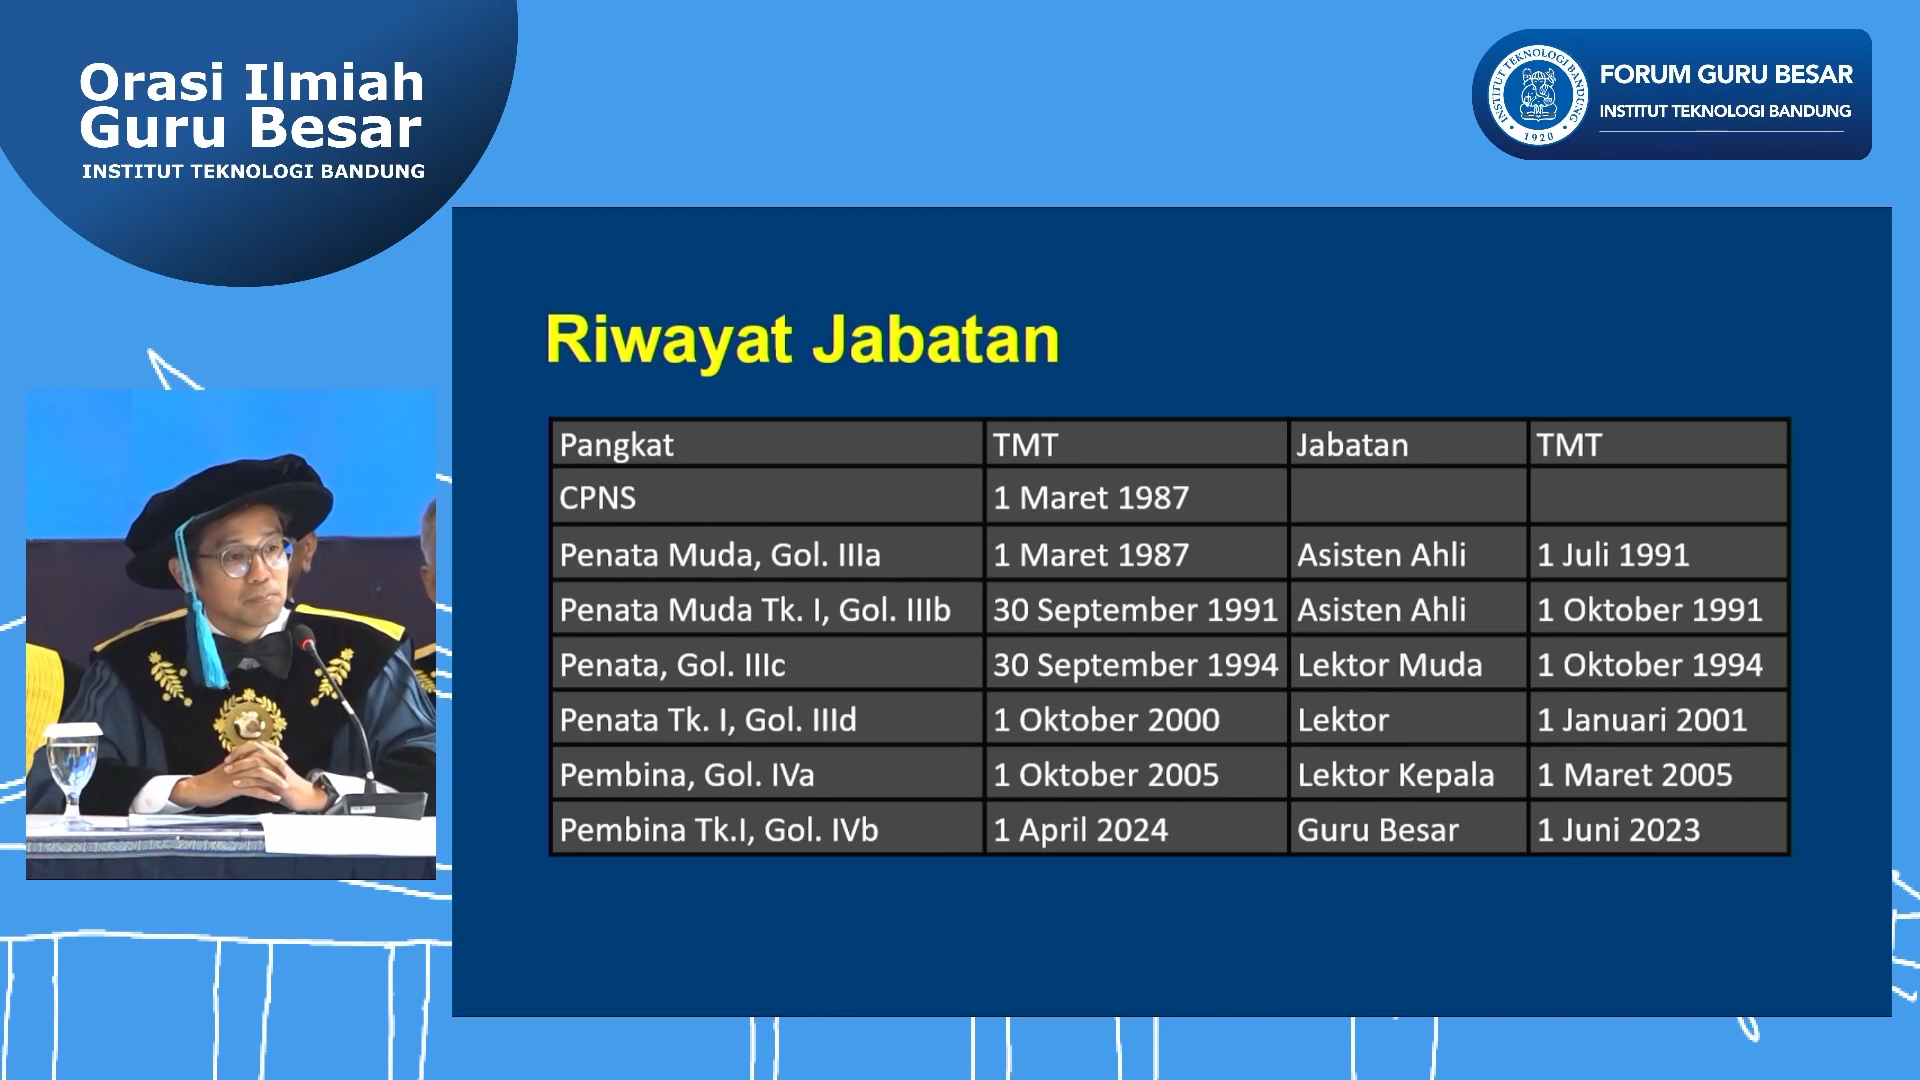 Orasi Ilmiah
Guru Besar
INSTITUT TEKNOLOGI BANDUNG
INSTITUT TEKNOLOGI BANDUNG
1920
FORUM GURU BESAR
INSTITUT TEKNOLOGI BANDUNG
Riwayat Jabatan
Pangkat TMT Jabatan TMT
CPNS 1 Maret 1987
Penata Muda, Gol. IIIa 1 Maret 1987 Asisten Ahli 1 Juli 1991
Penata Muda Tk. I, Gol. IIIb 30 September 1991 Asisten Ahli 1 Oktober 1991
Penata, Gol. IIIc 30 September 1994 Lektor Muda 1 Oktober 1994
Penata Tk. I, Gol. IIId 1 Oktober 2000 Lektor 1 Januari 2001
Pembina, Gol. IVa 1 Oktober 2005 Lektor Kepala 1 Maret 2005
Pembina Tk.I, Gol. IVb 1 April 2024 Guru Besar 1 Juni 2023